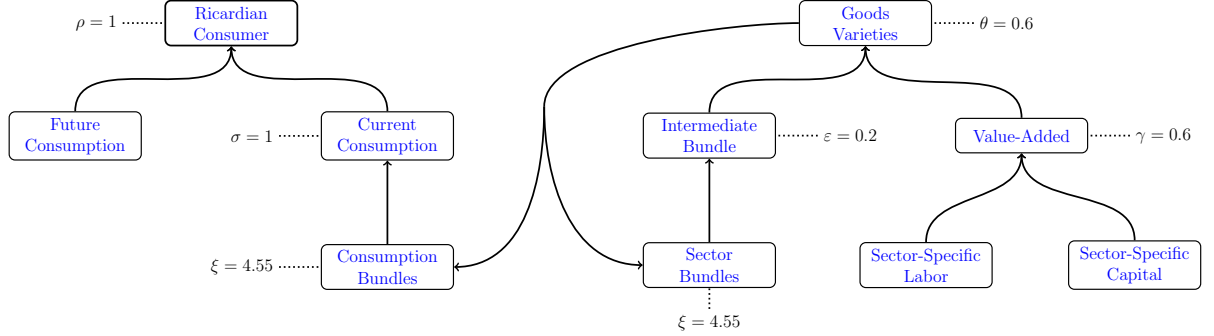 Ricardian
Consumer
ρ = 1
Goods
Varieties
θ = 0.6
Future
Consumption
σ = 1
Current
Consumption
Intermediate
Bundle
ε = 0.2
Value-Added
γ = 0.6
ξ = 4.55
Consumption
Bundles
Sector
Bundles
ξ = 4.55
Sector-Specific
Labor
Sector-Specific
Capital